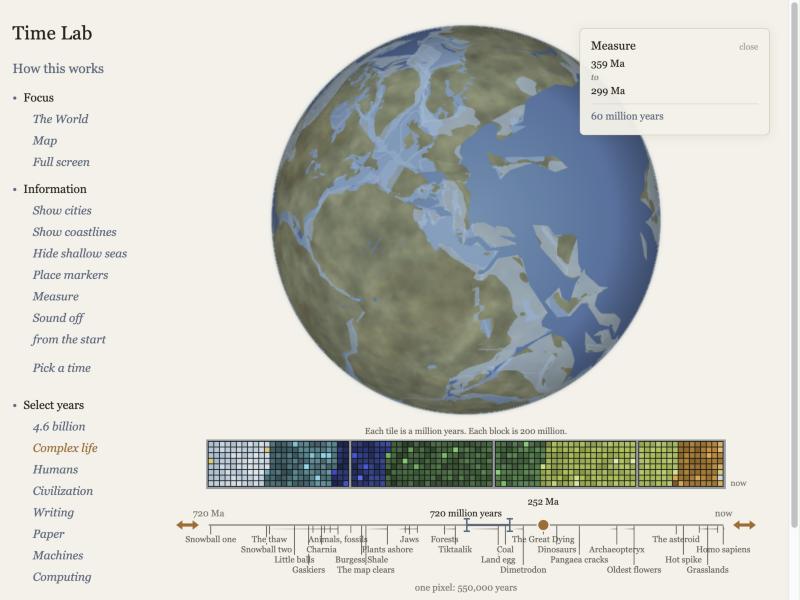 Time Lab
How this works
Focus
The World
Map
Full screen
Information
Show cities
Show coastlines
Hide shallow seas
Place markers
Measure
Sound off
from the start
Pick a time
Select years
4.6 billion
Complex life
Humans
Civilization
Writing
Paper
Machines
Computing
Measure close
359 Ma
to
299 Ma
60 million years
Each tile is a million years. Each block is 200 million.
now
252 Ma
720 Ma 720 million years now
Snowball one The thaw Animals, fossils Jaws Forests The Great Dying The asteroid
Snowball two Charnia Plants ashore Tiktaalik Coal Dinosaurs Archaeopteryx Homo sapiens
Little balls Burgess Shale Land egg Pangaea cracks Hot spike
Gaskiers The map clears Dimetrodon Oldest flowers Grasslands
one pixel: 550,000 years